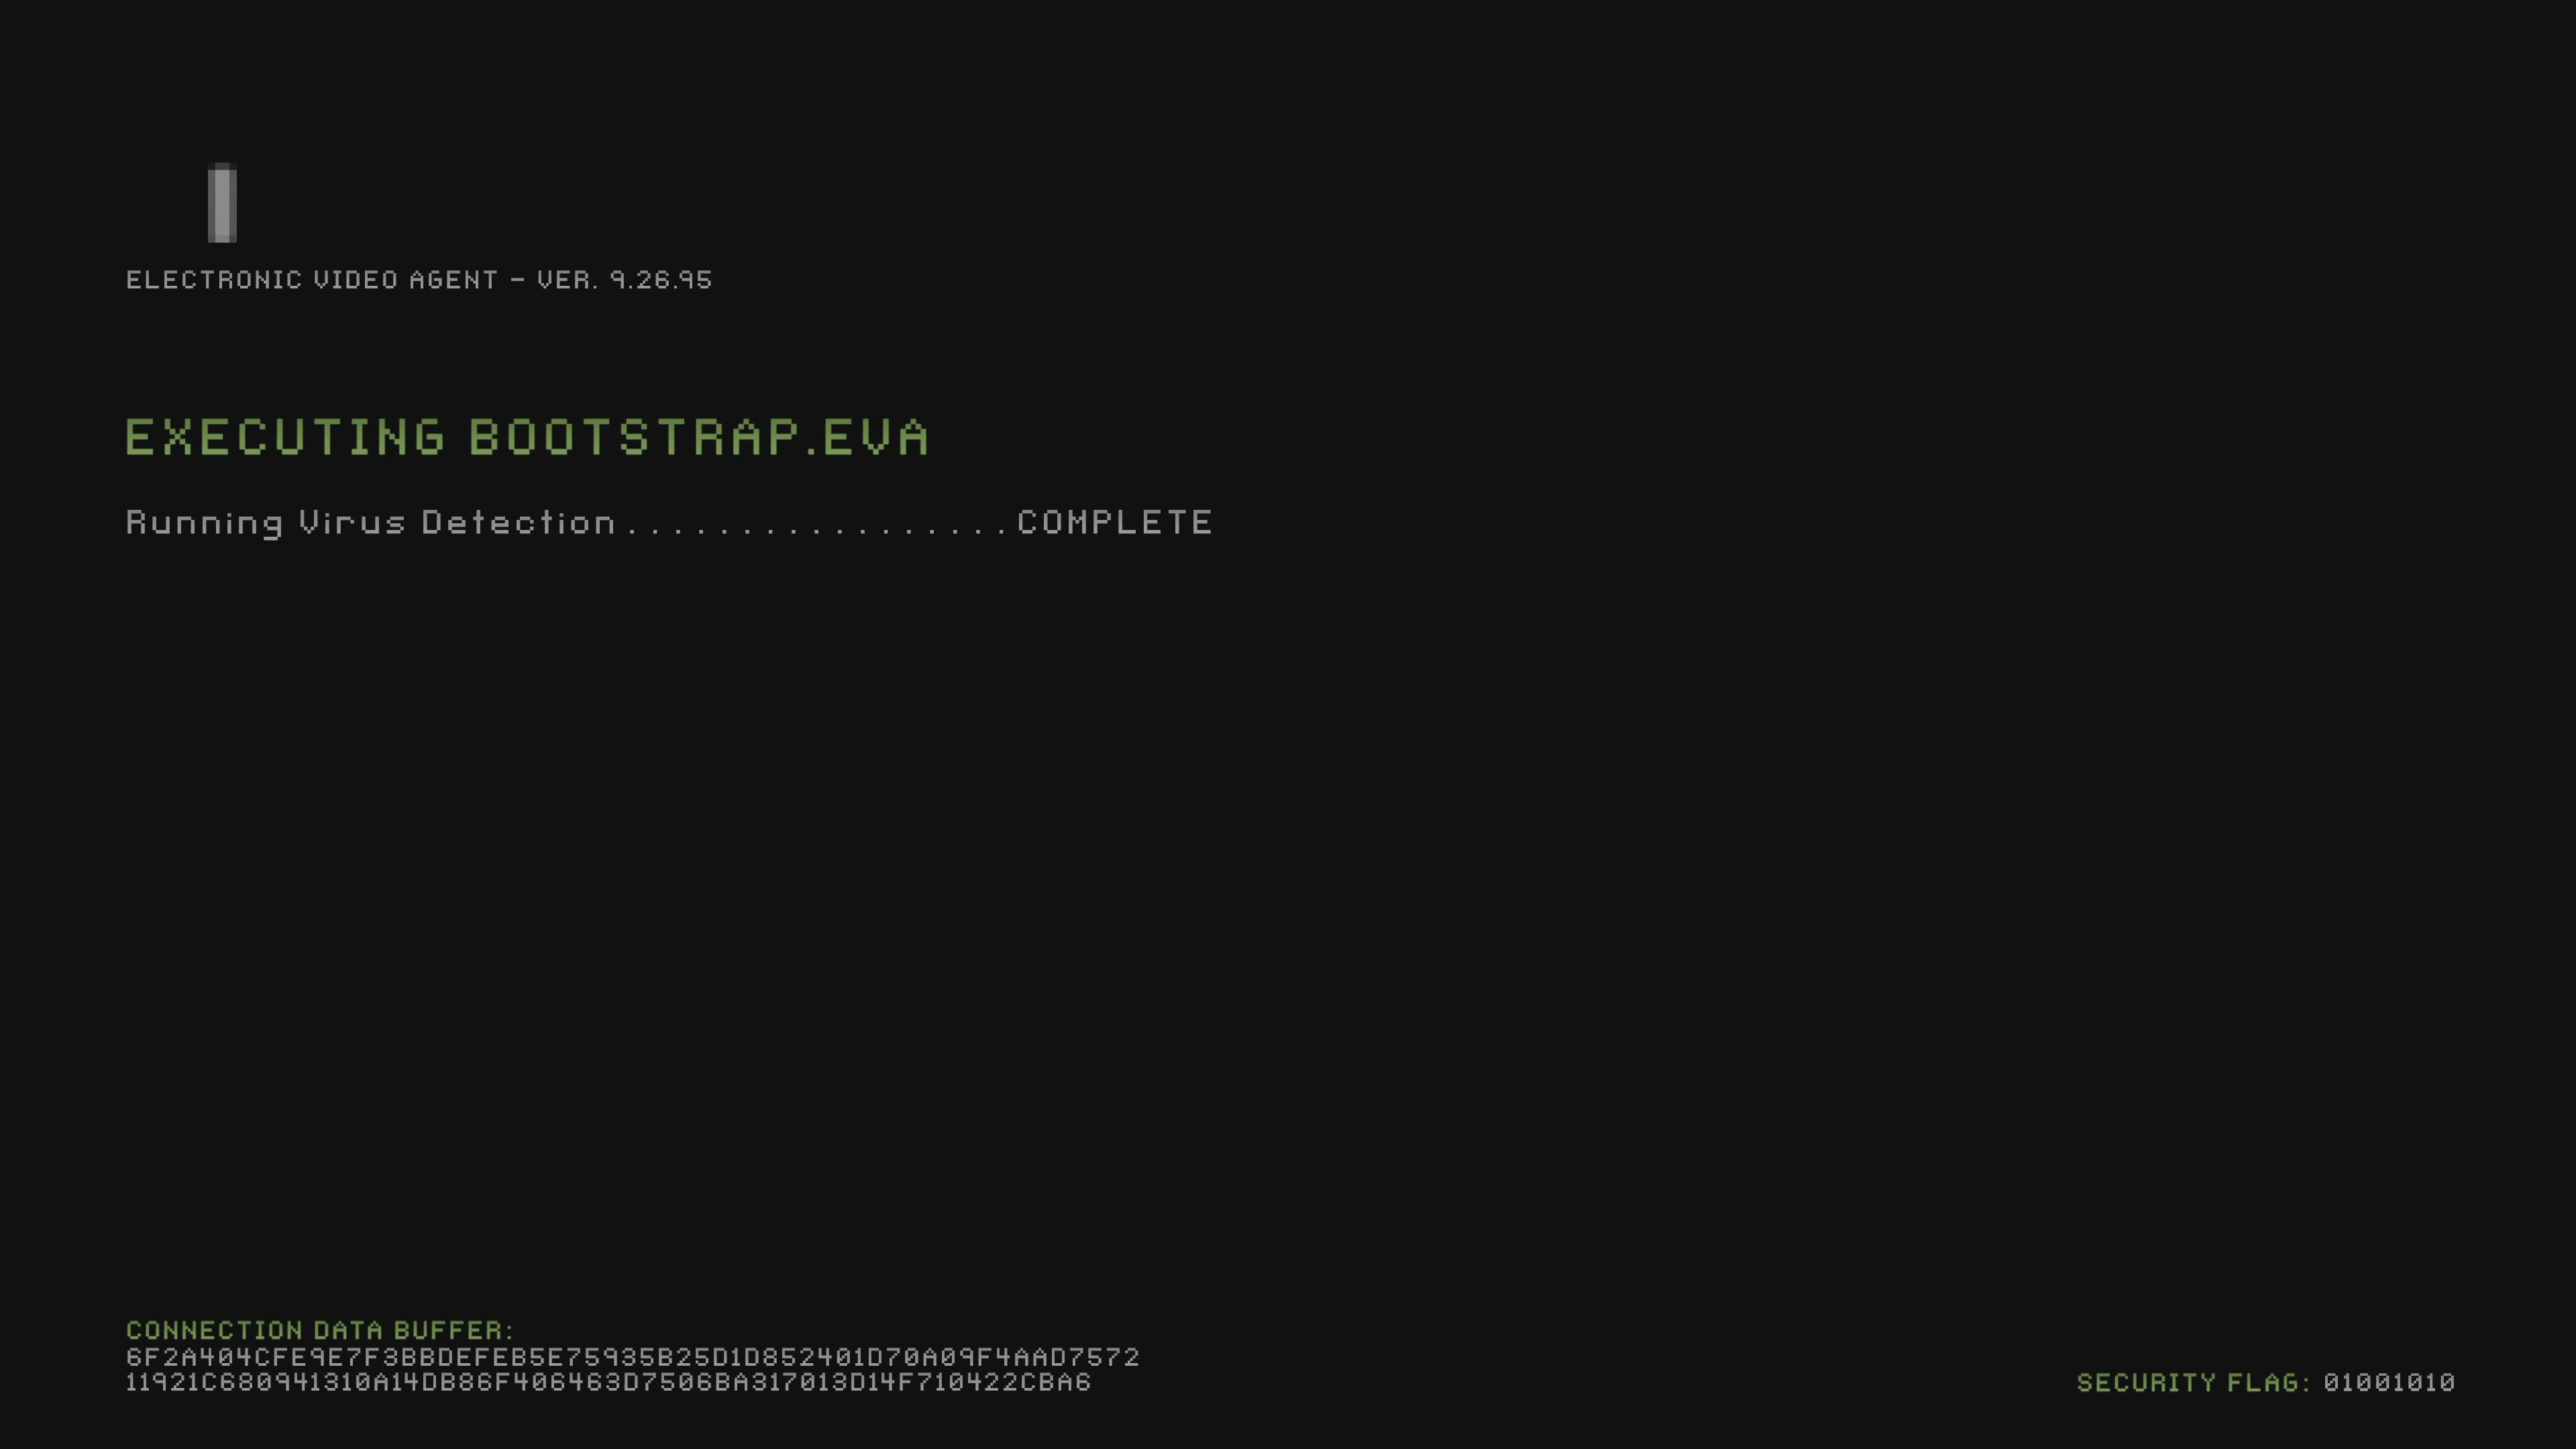 ELECTRONIC VIDEO AGENT - VER. 9.26.95
EXECUTING BOOTSTRAP.EVA
Running Virus Detection.................COMPLETE
CONNECTION DATA BUFFER:
6F2A404CFE9E7F3BBDEFEB5E75935B25D1D852401D70A09F4AAD7572
11921C680941310A14DB86F406463D7506BA317013D14F710422CBA6
SECURITY FLAG: 01001010